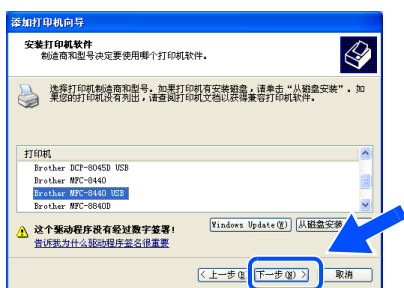 添加打印机向导
安装打印机软件
制造商和型号决定要使用哪个打印机软件。
选择打印机制造商和型号。如果打印机有安装磁盘，请单击“从磁盘安装”。如
果您的打印机没有列出，请查阅打印机文档以获得兼容打印机软件。
打印机
Brother DCP-8045D USB
Brother MFC-8440
Brother MFC-8440 USB
Brother MFC-8840D
这个驱动程序没有经过数字签署！
告诉我为什么驱动程序签名很重要
Windows Update(W) 从磁盘安装
<上一步(B) 下一步(N)> 取消